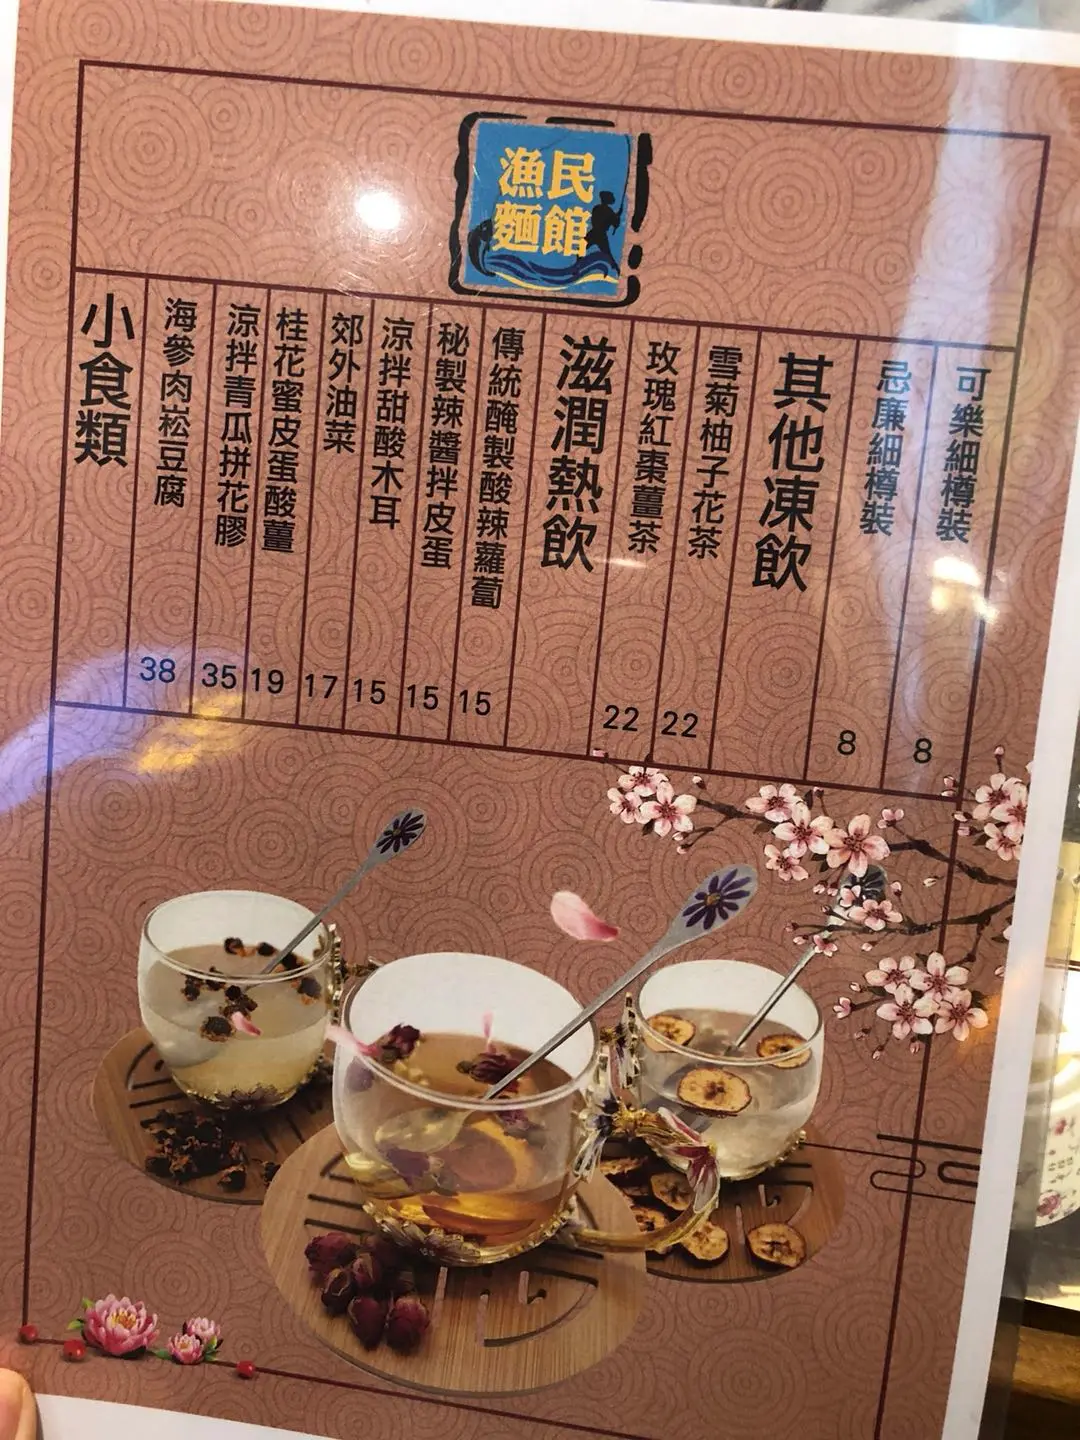 漁民
麵館
小食類
海參肉崧豆腐 38
涼拌青瓜拼花膠 35
桂花蜜皮蛋酸薑 19
郊外油菜 17
涼拌甜酸木耳 15
秘製辣醬拌皮蛋 15
傳統醃製酸辣蘿蔔 15
滋潤熱飲
玫瑰紅棗薑茶 22
雪菊柚子花茶 22
其他凍飲
忌廉細樽裝 8
可樂細樽裝 8